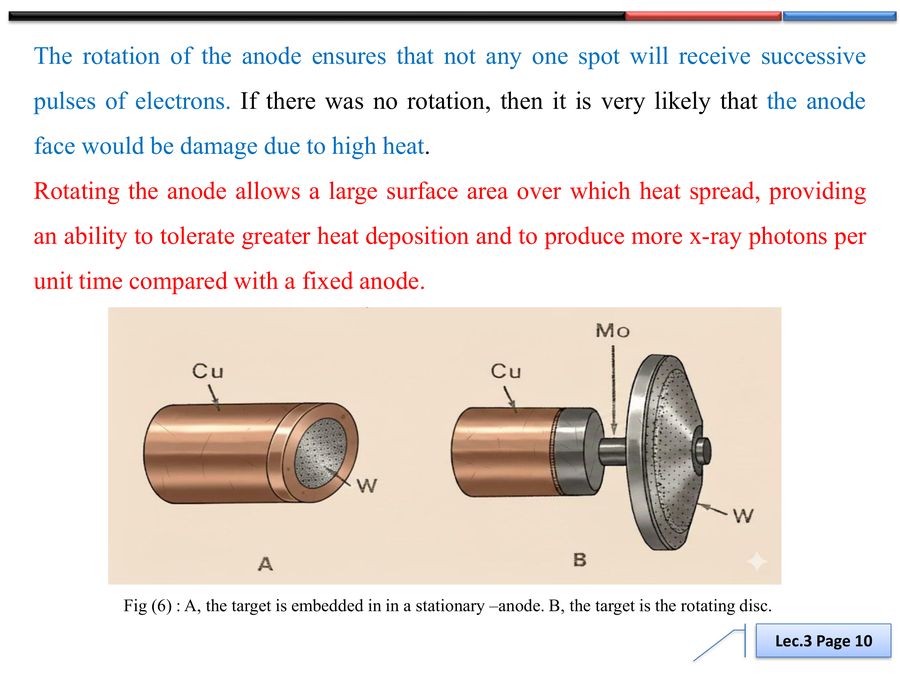 The rotation of the anode ensures that not any one spot will receive successive
pulses of electrons. If there was no rotation, then it is very likely that the anode
face would be damage due to high heat.
Rotating the anode allows a large surface area over which heat spread, providing
an ability to tolerate greater heat deposition and to produce more x-ray photons per
unit time compared with a fixed anode.
Mo
Cu
Cu
W
W
A
B
Fig (6) : A, the target is embedded in in a stationary –anode. B, the target is the rotating disc.
Lec.3 Page 10